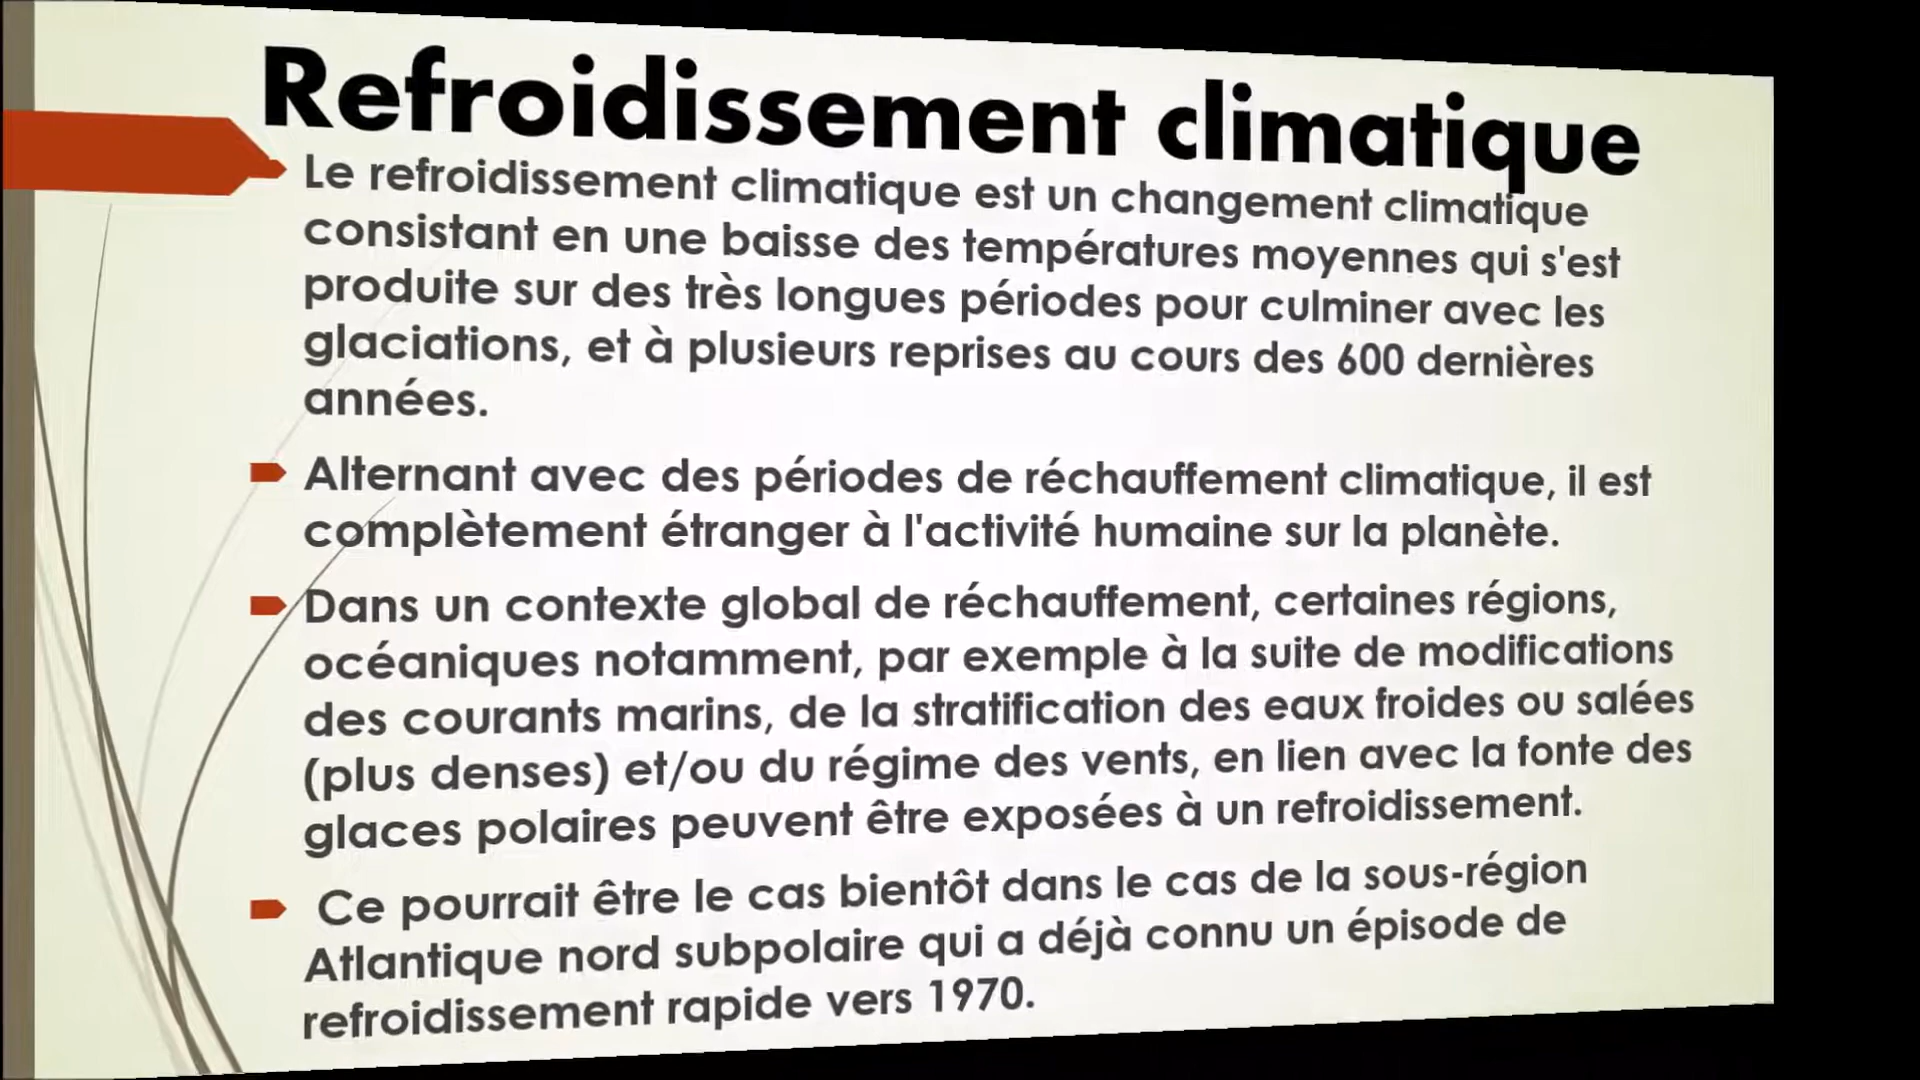 Refroidissement climatique
Le refroidissement climatique est un changement climatique
consistant en une baisse des températures moyennes qui s'est
produite sur des très longues périodes pour culminer avec les
glaciations, et à plusieurs reprises au cours des 600 dernières
années.
Alternant avec des périodes de réchauffement climatique, il est
complètement étranger à l'activité humaine sur la planète.
Dans un contexte global de réchauffement, certaines régions,
océaniques notamment, par exemple à la suite de modifications
des courants marins, de la stratification des eaux froides ou salées
(plus denses) et/ou du régime des vents, en lien avec la fonte des
glaces polaires peuvent être exposées à un refroidissement.
Ce pourrait être le cas bientôt dans le cas de la sous-région
Atlantique nord subpolaire qui a déjà connu un épisode de
refroidissement rapide vers 1970.